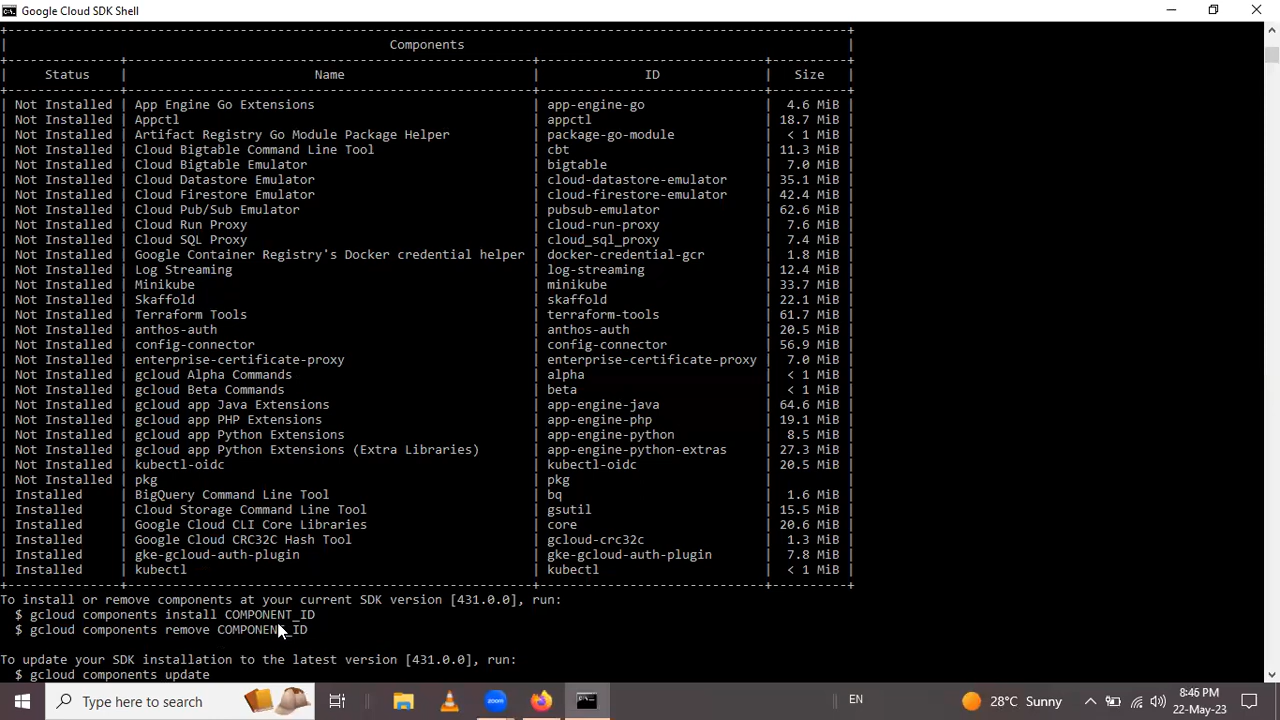 Google Cloud SDK Shell
Components
Status | Name | ID | Size
Not Installed | App Engine Go Extensions | app-engine-go | 4.6 MiB
Not Installed | Appctl | appctl | 18.7 MiB
Not Installed | Artifact Registry Go Module Package Helper | package-go-module | < 1 MiB
Not Installed | Cloud Bigtable Command Line Tool | cbt | 11.3 MiB
Not Installed | Cloud Bigtable Emulator | bigtable | 7.0 MiB
Not Installed | Cloud Datastore Emulator | cloud-datastore-emulator | 35.1 MiB
Not Installed | Cloud Firestore Emulator | cloud-firestore-emulator | 42.4 MiB
Not Installed | Cloud Pub/Sub Emulator | pubsub-emulator | 62.6 MiB
Not Installed | Cloud Run Proxy | cloud-run-proxy | 7.6 MiB
Not Installed | Cloud SQL Proxy | cloud_sql_proxy | 7.4 MiB
Not Installed | Google Container Registry's Docker credential helper | docker-credential-gcr | 1.8 MiB
Not Installed | Log Streaming | log-streaming | 12.4 MiB
Not Installed | Minikube | minikube | 33.7 MiB
Not Installed | Skaffold | skaffold | 22.1 MiB
Not Installed | Terraform Tools | terraform-tools | 61.7 MiB
Not Installed | anthos-auth | anthos-auth | 20.5 MiB
Not Installed | config-connector | config-connector | 56.9 MiB
Not Installed | enterprise-certificate-proxy | enterprise-certificate-proxy | 7.0 MiB
Not Installed | gcloud Alpha Commands | alpha | < 1 MiB
Not Installed | gcloud Beta Commands | beta | < 1 MiB
Not Installed | gcloud app Java Extensions | app-engine-java | 64.6 MiB
Not Installed | gcloud app PHP Extensions | app-engine-php | 19.1 MiB
Not Installed | gcloud app Python Extensions | app-engine-python | 8.5 MiB
Not Installed | gcloud app Python Extensions (Extra Libraries) | app-engine-python-extras | 27.3 MiB
Not Installed | kubectl-oidc | kubectl-oidc | 20.5 MiB
Not Installed | pkg | pkg |
Installed | BigQuery Command Line Tool | bq | 1.6 MiB
Installed | Cloud Storage Command Line Tool | gsutil | 15.5 MiB
Installed | Google Cloud CLI Core Libraries | core | 20.6 MiB
Installed | Google Cloud CRC32C Hash Tool | gcloud-crc32c | 1.3 MiB
Installed | gke-gcloud-auth-plugin | gke-gcloud-auth-plugin | 7.8 MiB
Installed | kubectl | kubectl | < 1 MiB
To install or remove components at your current SDK version [431.0.0], run:
$ gcloud components install COMPONENT_ID
$ gcloud components remove COMPONENT_ID
To update your SDK installation to the latest version [431.0.0], run:
$ gcloud components update
Type here to search
zoom
EN
28°C Sunny
8:46 PM
22-May-23